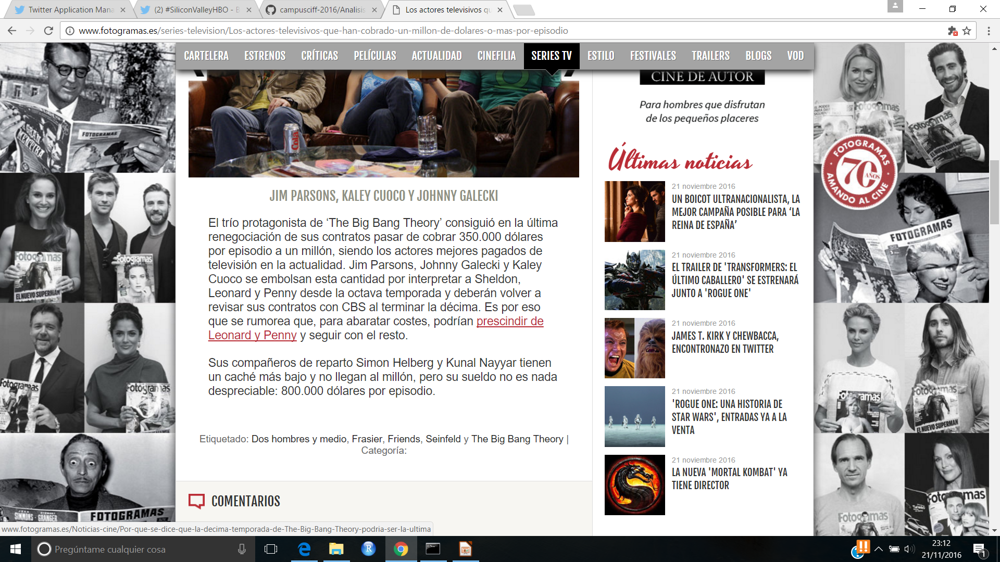 Twitter Application Mana
(2) #SiliconValleyHBO - B
campusciff-2016/Analisis
Los actores televisivos qu
www.fotogramas.es/series-television/Los-actores-televisivos-que-han-cobrado-un-millon-de-dolares-o-mas-por-episodio
CARTELERA ESTRENOS CRÍTICAS PELÍCULAS ACTUALIDAD CINEFILIA SERIES TV ESTILO FESTIVALES TRAILERS BLOGS VOD
CINE DE AUTOR
Para hombres que disfrutan
de los pequeños placeres
JIM PARSONS, KALEY CUOCO Y JOHNNY GALECKI
El trío protagonista de ‘The Big Bang Theory’ consiguió en la última
renegociación de sus contratos pasar de cobrar 350.000 dólares
por episodio a un millón, siendo los actores mejores pagados de
televisión en la actualidad. Jim Parsons, Johnny Galecki y Kaley
Cuoco se embolsan esta cantidad por interpretar a Sheldon,
Leonard y Penny desde la octava temporada y deberán volver a
revisar sus contratos con CBS al terminar la décima. Es por eso
que se rumorea que, para abaratar costes, podrían prescindir de
Leonard y Penny y seguir con el resto.
Sus compañeros de reparto Simon Helberg y Kunal Nayyar tienen
un caché más bajo y no llegan al millón, pero su sueldo no es nada
despreciable: 800.000 dólares por episodio.
Etiquetado: Dos hombres y medio, Frasier, Friends, Seinfeld y The Big Bang Theory |
Categoría:
COMENTARIOS
Últimas noticias
21 noviembre 2016
UN BOICOT ULTRANACIONALISTA, LA
MEJOR CAMPAÑA POSIBLE PARA ‘LA
REINA DE ESPAÑA’
21 noviembre 2016
EL TRAILER DE 'TRANSFORMERS: EL
ÚLTIMO CABALLERO' SE ESTRENARÁ
JUNTO A 'ROGUE ONE'
21 noviembre 2016
JAMES T. KIRK Y CHEWBACCA,
ENCONTRONAZO EN TWITTER
21 noviembre 2016
'ROGUE ONE: UNA HISTORIA DE
STAR WARS', ENTRADAS YA A LA
VENTA
21 noviembre 2016
LA NUEVA 'MORTAL KOMBAT' YA
TIENE DIRECTOR
FOTOGRAMAS
70 AÑOS
AMANDO AL CINE
FOTOGRAMAS
FOTOGRAMAS
Fotogramas
EL NUEVO SUPERMAN
JEAN SIMMONS - STEWART GRANGER
FOTOGRAMAS
www.fotogramas.es/Noticias-cine/Por-que-se-dice-que-la-decima-temporada-de-The-Big-Bang-Theory-podria-ser-la-ultima
Pregúntame cualquier cosa
23:12
21/11/2016
1